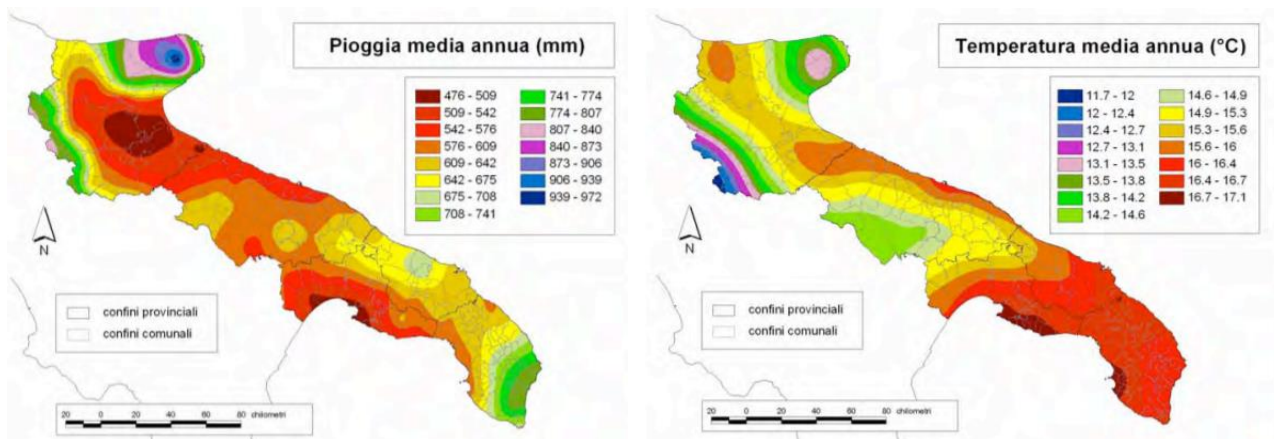 Pioggia media annua (mm)
476 - 509
509 - 542
542 - 576
576 - 609
609 - 642
642 - 675
675 - 708
708 - 741
741 - 774
774 - 807
807 - 840
840 - 873
873 - 906
906 - 939
939 - 972
N
confini provinciali
confini comunali
20 0 20 40 60 80 chilometri
Temperatura media annua (°C)
11.7 - 12
12 - 12.4
12.4 - 12.7
12.7 - 13.1
13.1 - 13.5
13.5 - 13.8
13.8 - 14.2
14.2 - 14.6
14.6 - 14.9
14.9 - 15.3
15.3 - 15.6
15.6 - 16
16 - 16.4
16.4 - 16.7
16.7 - 17.1
N
confini provinciali
confini comunali
20 0 20 40 60 80 chilometri